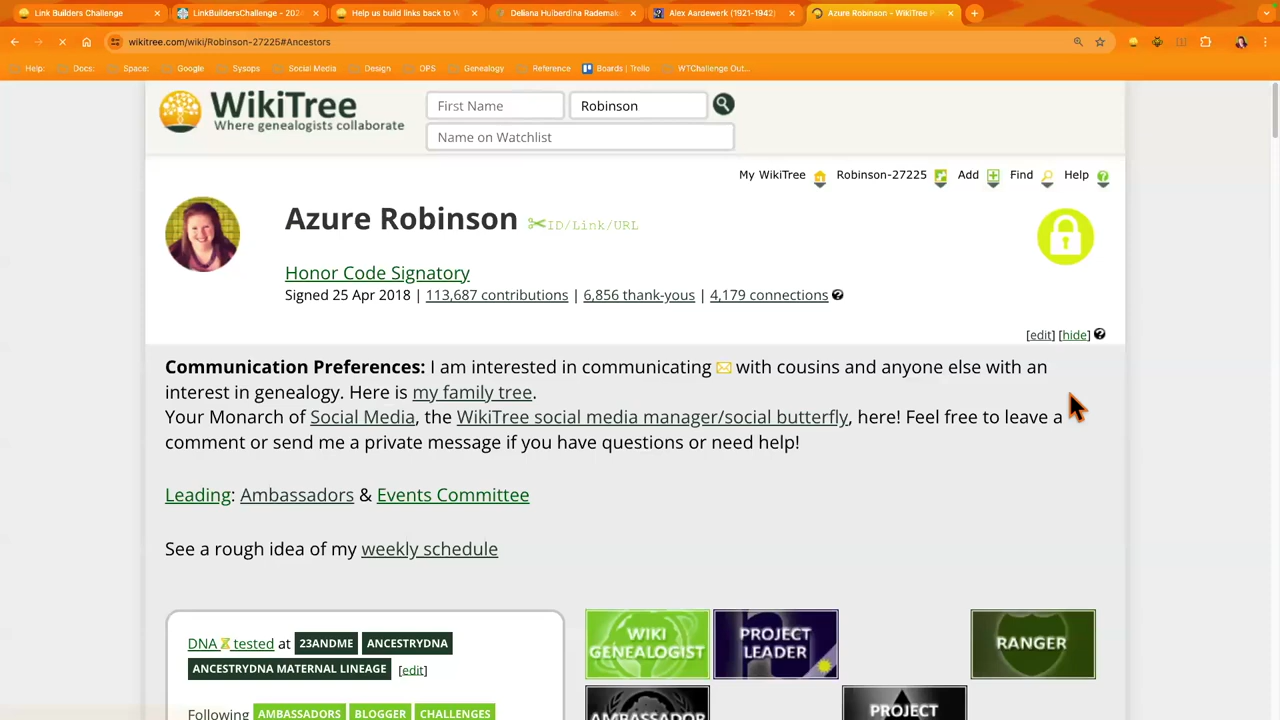 Link Builders Challenge
LinkBuildersChallenge - 202
Help us build links back to W
Deliana Huiberdina Rademak
Alex Aardewerk (1921-1942)
Azure Robinson - WikiTree P
wikitree.com/wiki/Robinson-27225#Ancestors
Help: Docs: Space: Google Sysops Social Media Design DPS Genealogy Reference Boards | Trello WTChallenge Out...
WikiTree
Where genealogists collaborate
First Name Robinson
Name on Watchlist
My WikiTree Robinson-27225 Add Find Help
Azure Robinson ID/Link/URL
Honor Code Signatory
Signed 25 Apr 2018 | 113,687 contributions | 6,856 thank-yous | 4,179 connections
[edit] [hide]
Communication Preferences: I am interested in communicating with cousins and anyone else with an
interest in genealogy. Here is my family tree.
Your Monarch of Social Media, the WikiTree social media manager/social butterfly, here! Feel free to leave a
comment or send me a private message if you have questions or need help!
Leading: Ambassadors & Events Committee
See a rough idea of my weekly schedule
DNA tested at 23ANDME ANCESTRYDNA
ANCESTRYDNA MATERNAL LINEAGE [edit]
Following AMBASSADORS BLOGGER CHALLENGES
WIKI
GENEALOGIST
PROJECT
LEADER
RANGER
AMBASSADOR
PROJECT